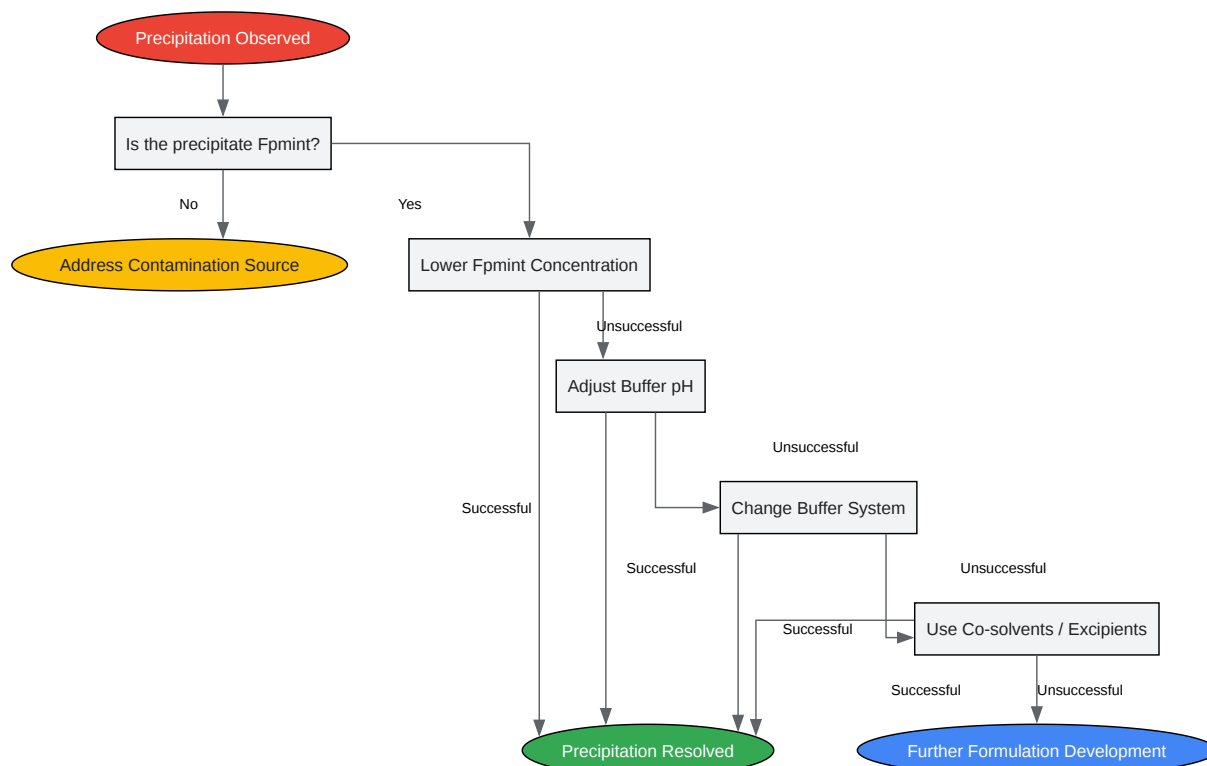 Precipitation Observed
Is the precipitate Fpmint?
No
Yes
Address Contamination Source
Lower Fpmint Concentration
Unsuccessful
Adjust Buffer pH
Unsuccessful
Successful
Change Buffer System
Successful
Unsuccessful
Successful
Use Co-solvents / Excipients
Successful
Unsuccessful
Precipitation Resolved
Further Formulation Development